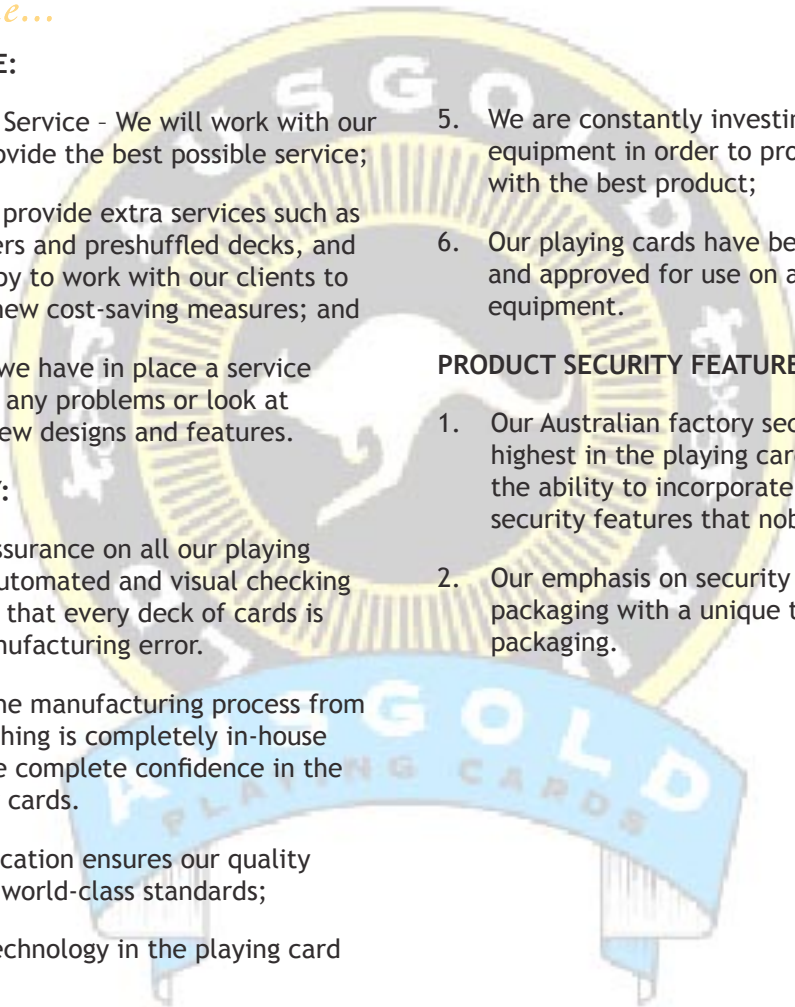 e...
E:
Service – We will work with our
ovide the best possible service;
provide extra services such as
ers and preshuffled decks, and
py to work with our clients to
new cost-saving measures; and
we have in place a service
any problems or look at
ew designs and features.
Y:
ssurance on all our playing
utomated and visual checking
that every deck of cards is
nufacturing error.
he manufacturing process from
hing is completely in-house
e complete confidence in the
cards.
cation ensures our quality
world-class standards;
echnology in the playing card
5. We are constantly investin
equipment in order to pro
with the best product;
6. Our playing cards have be
and approved for use on a
equipment.
PRODUCT SECURITY FEATURE
1. Our Australian factory sec
highest in the playing car
the ability to incorporate
security features that nob
2. Our emphasis on security
packaging with a unique t
packaging.
AUSGOLD
AUSGOLD
PLAYING CARDS